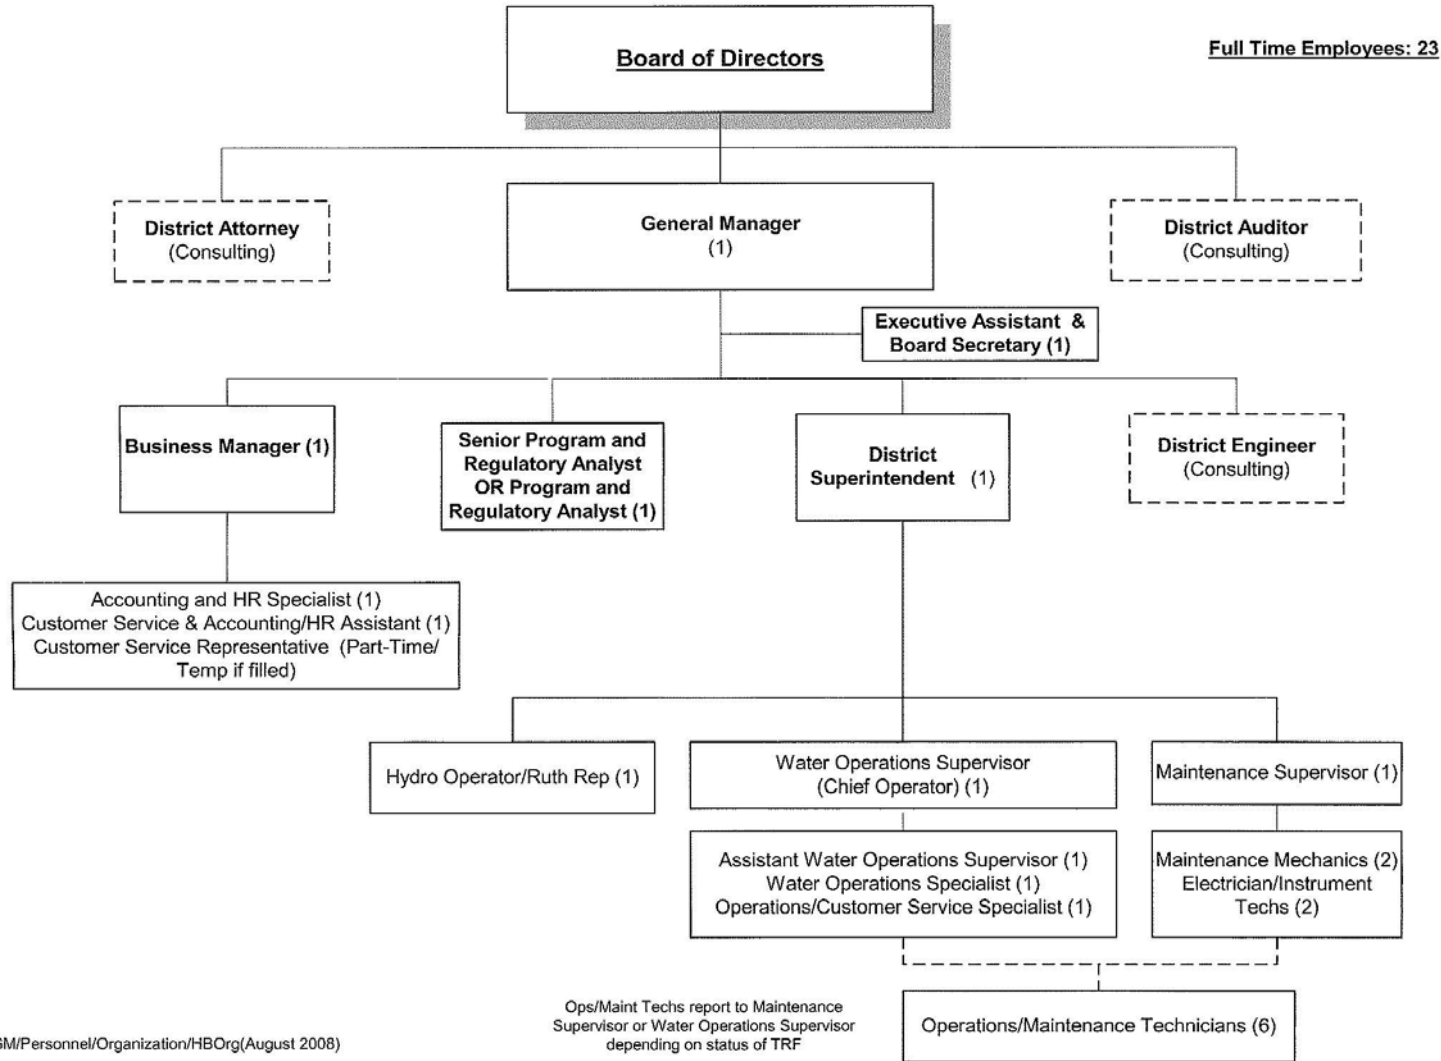 Board of Directors
Full Time Employees: 23
District Attorney
(Consulting)
General Manager
(1)
District Auditor
(Consulting)
Executive Assistant &
Board Secretary (1)
Business Manager (1)
Senior Program and
Regulatory Analyst
OR Program and
Regulatory Analyst (1)
District
Superintendent (1)
District Engineer
(Consulting)
Accounting and HR Specialist (1)
Customer Service & Accounting/HR Assistant (1)
Customer Service Representative (Part-Time/
Temp if filled)
Hydro Operator/Ruth Rep (1)
Water Operations Supervisor
(Chief Operator) (1)
Maintenance Supervisor (1)
Assistant Water Operations Supervisor (1)
Water Operations Specialist (1)
Operations/Customer Service Specialist (1)
Maintenance Mechanics (2)
Electrician/Instrument
Techs (2)
Ops/Maint Techs report to Maintenance
Supervisor or Water Operations Supervisor
depending on status of TRF
Operations/Maintenance Technicians (6)
GM/Personnel/Organization/HBOrg(August 2008)